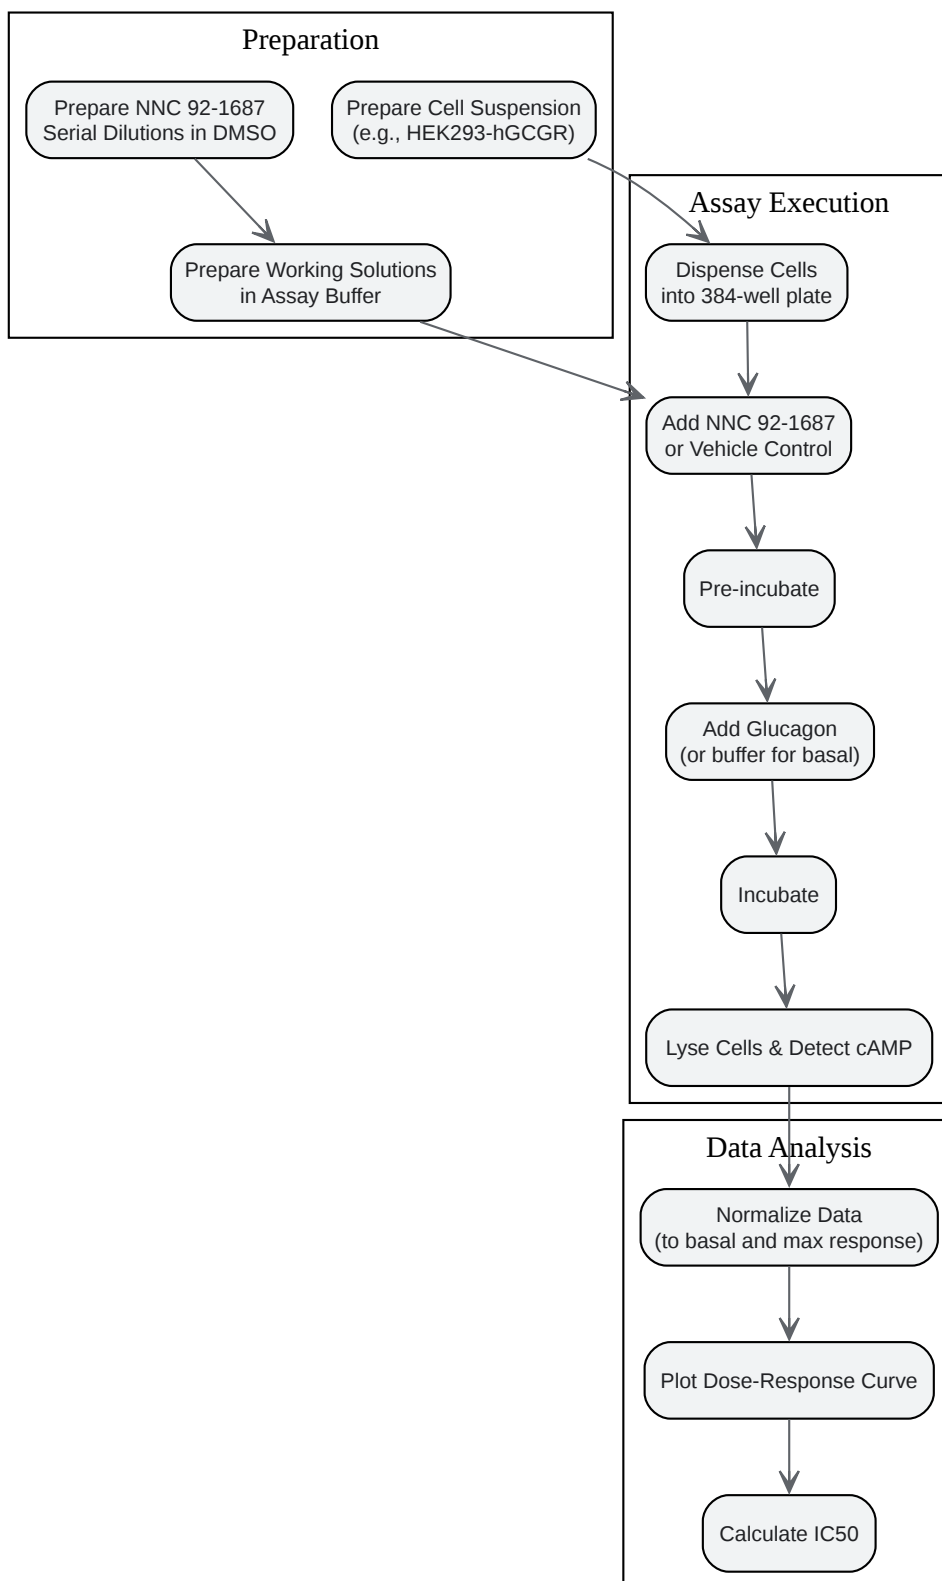 Preparation
Prepare NNC 92-1687
Serial Dilutions in DMSO
Prepare Cell Suspension
(e.g., HEK293-hGCGR)
Prepare Working Solutions
in Assay Buffer
Assay Execution
Dispense Cells
into 384-well plate
Add NNC 92-1687
or Vehicle Control
Pre-incubate
Add Glucagon
(or buffer for basal)
Incubate
Lyse Cells & Detect cAMP
Data Analysis
Normalize Data
(to basal and max response)
Plot Dose-Response Curve
Calculate IC50